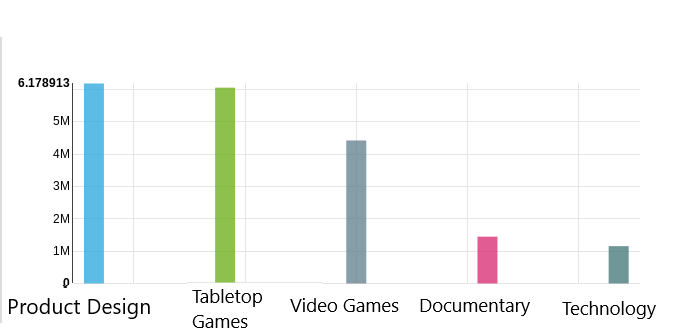 6.178913
5M
4M
3M
2M
1M
0
Product Design
Tabletop
Games
Video Games
Documentary
Technology